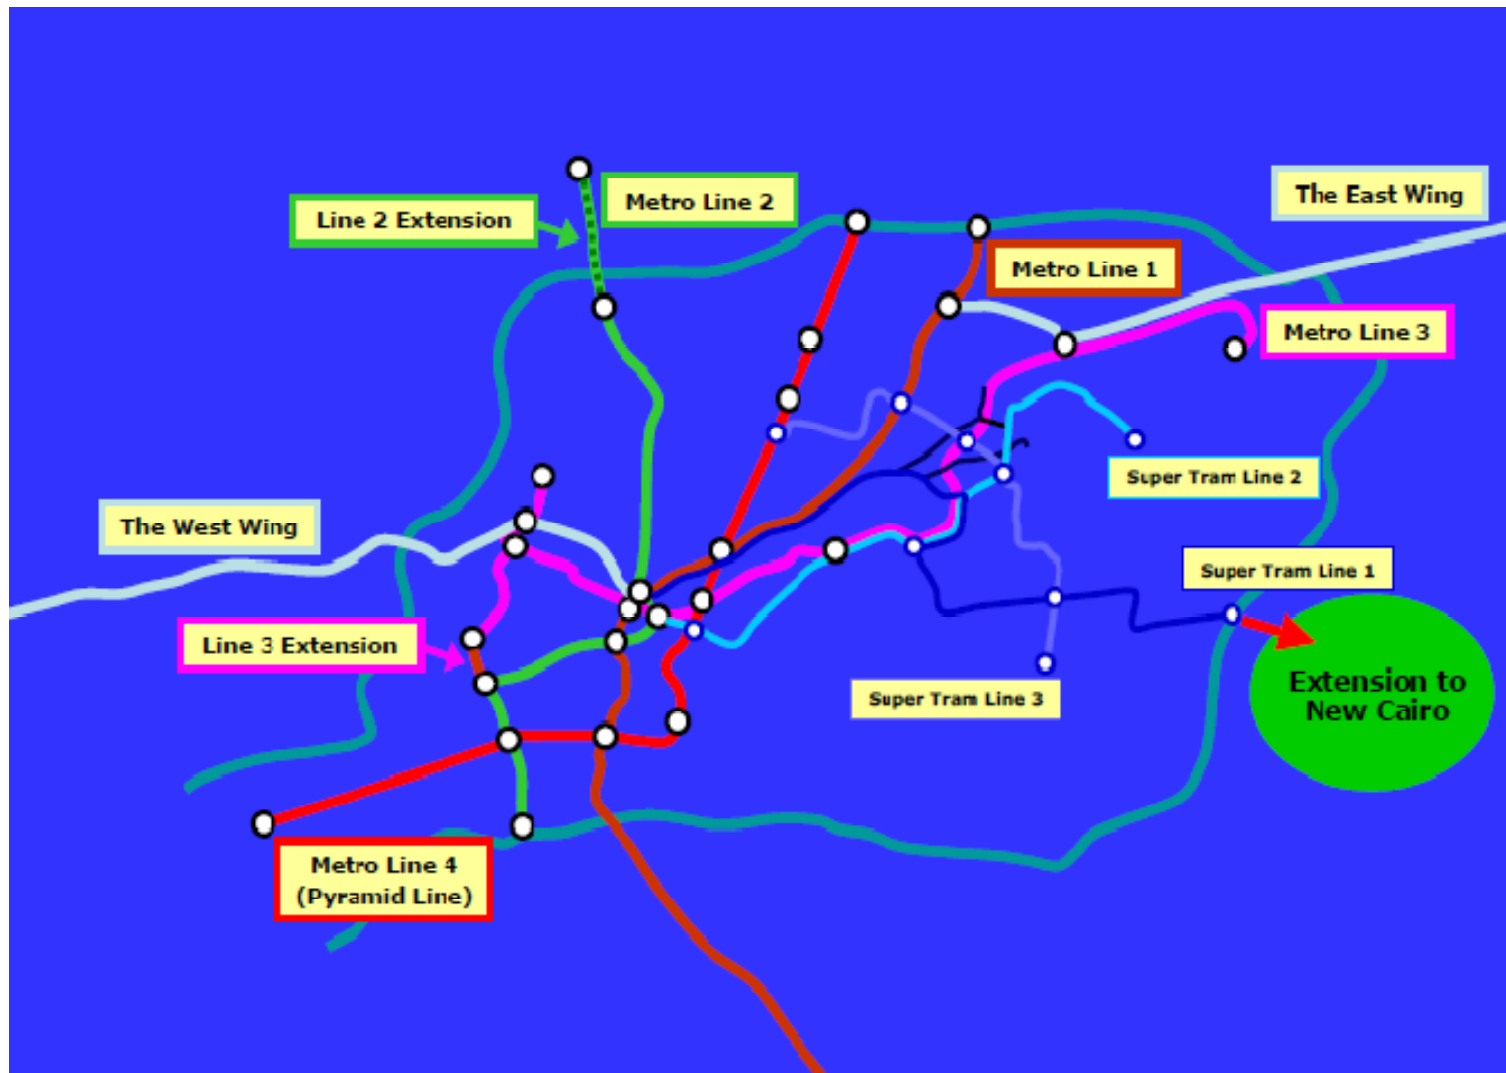 Metro Line 2
Line 2 Extension
The East Wing
Metro Line 1
Metro Line 3
Super Tram Line 2
The West Wing
Super Tram Line 1
Line 3 Extension
Super Tram Line 3
Extension to
New Cairo
Metro Line 4
(Pyramid Line)